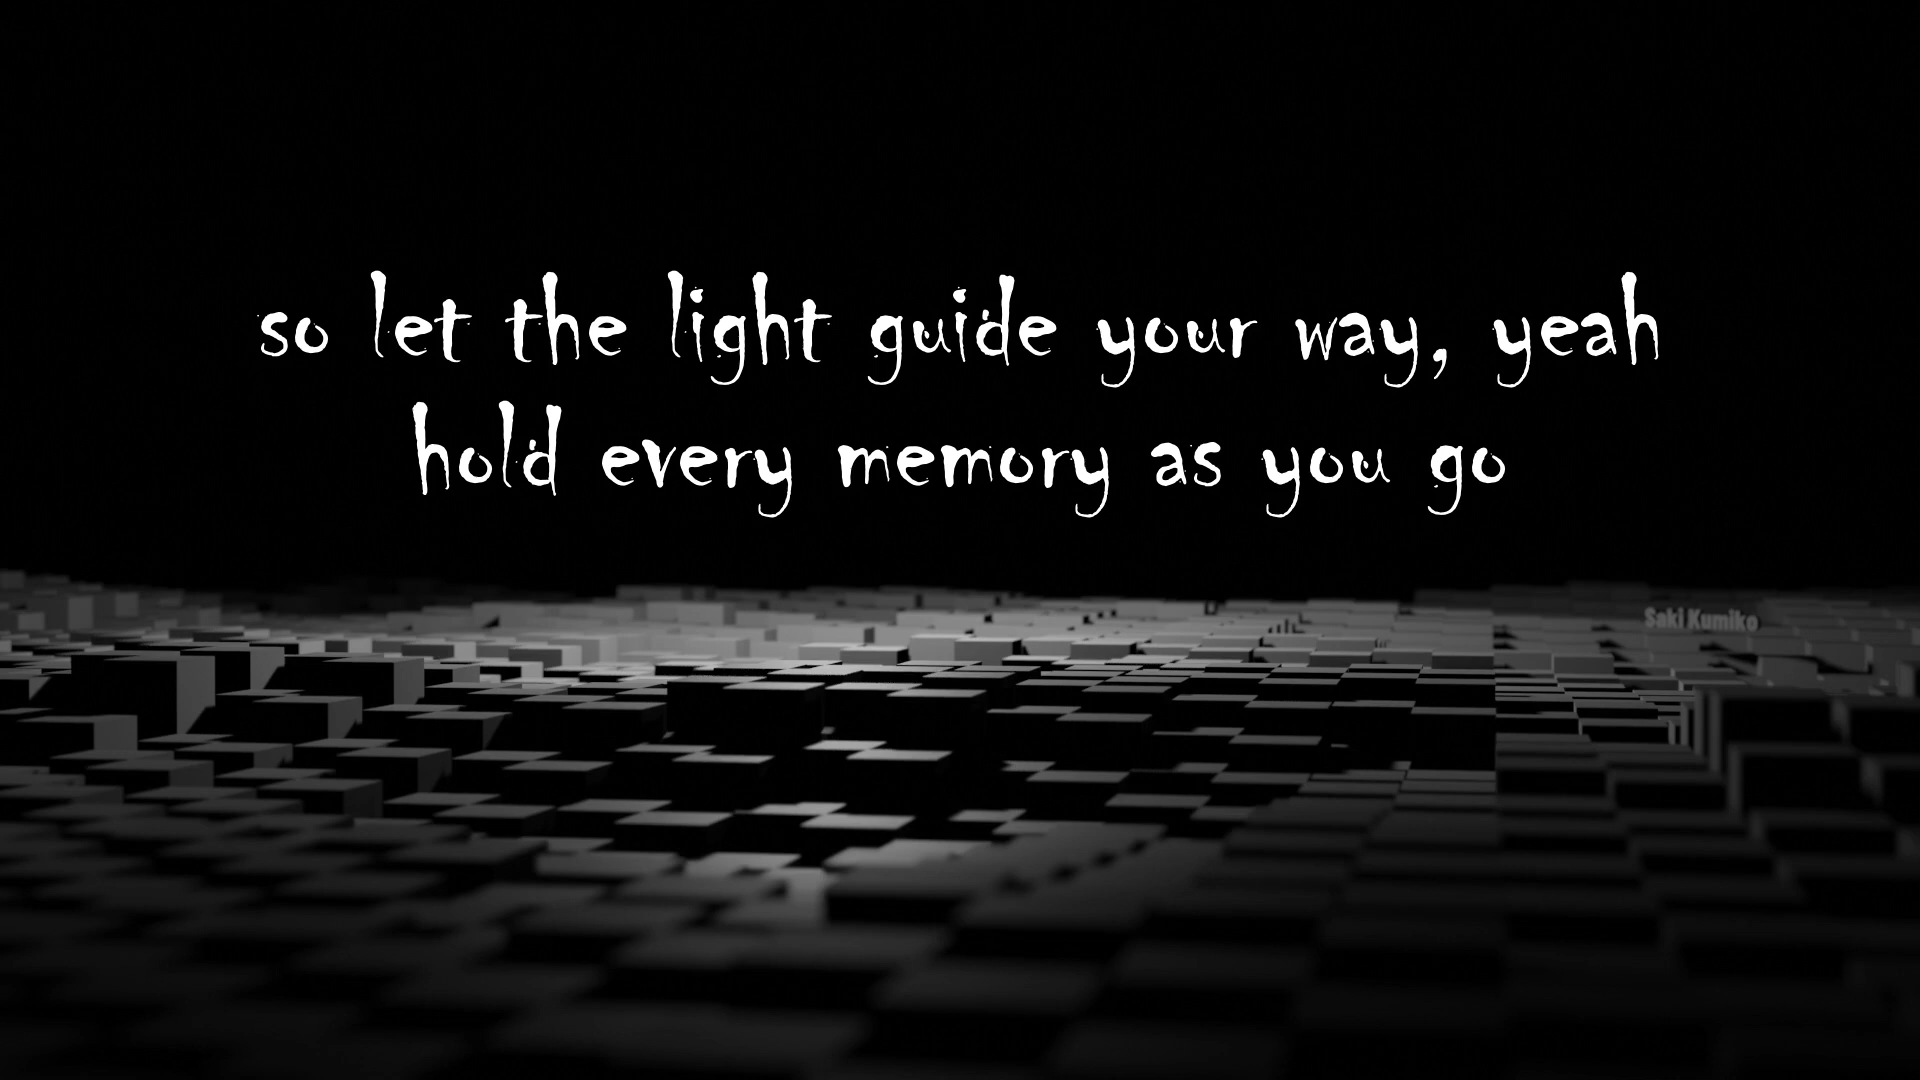 so let the light guide your way, yeah
hold every memory as you go
Saki Kumiko